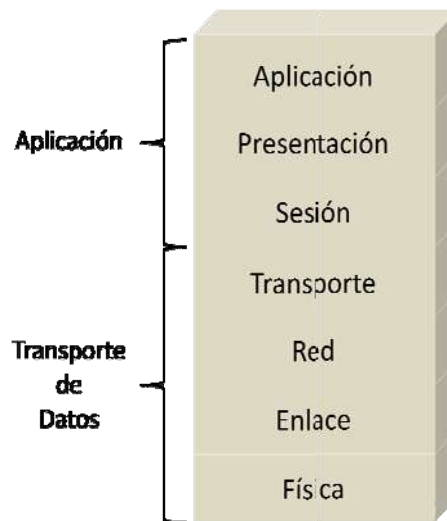 Aplicación
Presentación
Sesión
Transporte
Red
Enlace
Física
Aplicación
Transporte
de
Datos